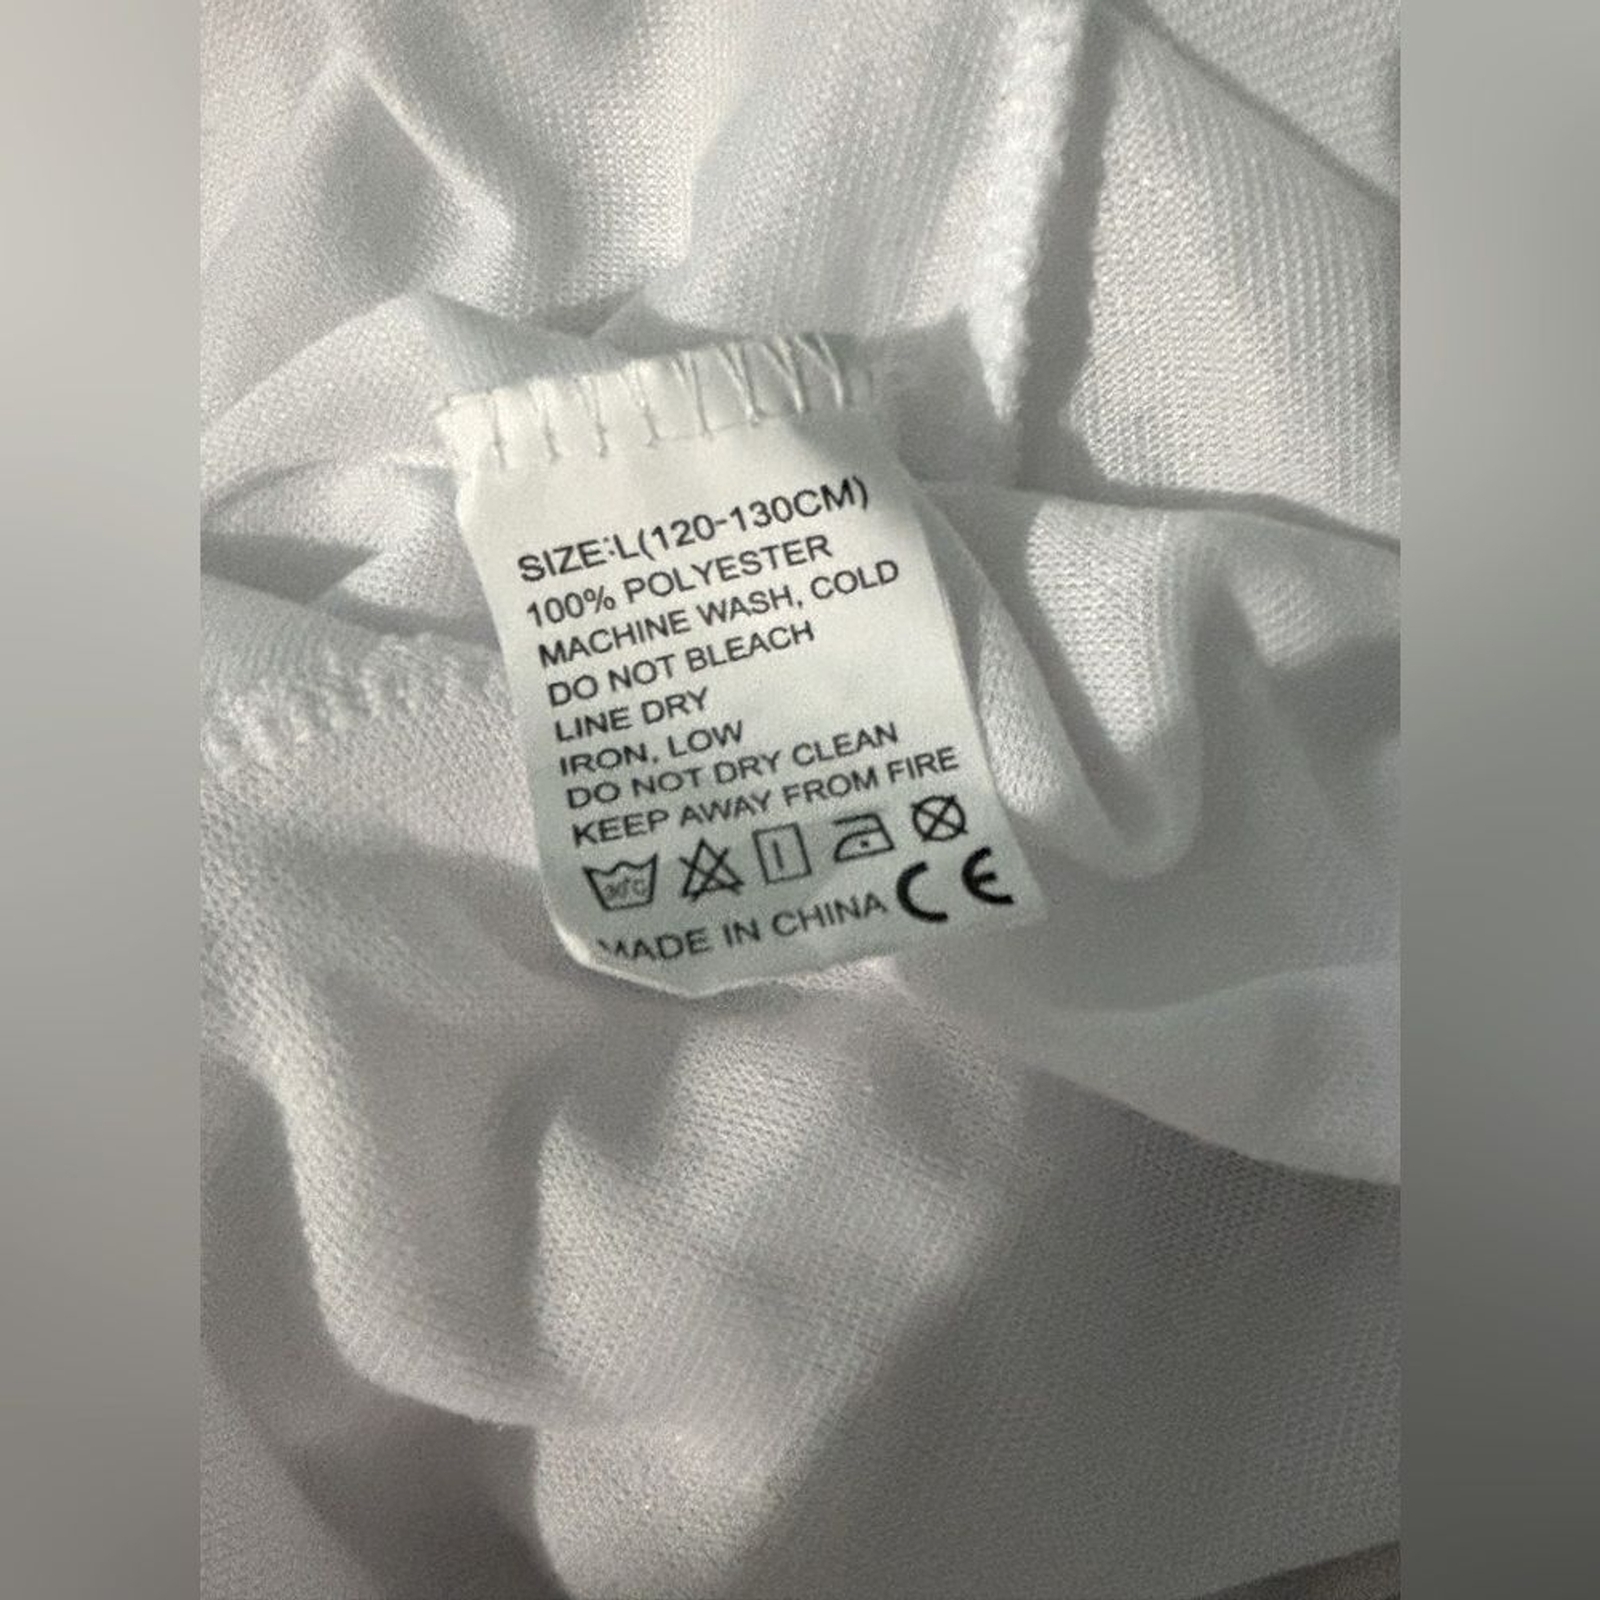 SIZE:L(120-130CM)
100% POLYESTER
MACHINE WASH, COLD
DO NOT BLEACH
LINE DRY
IRON, LOW
DO NOT DRY CLEAN
KEEP AWAY FROM FIRE
30°C
MADE IN CHINA CE